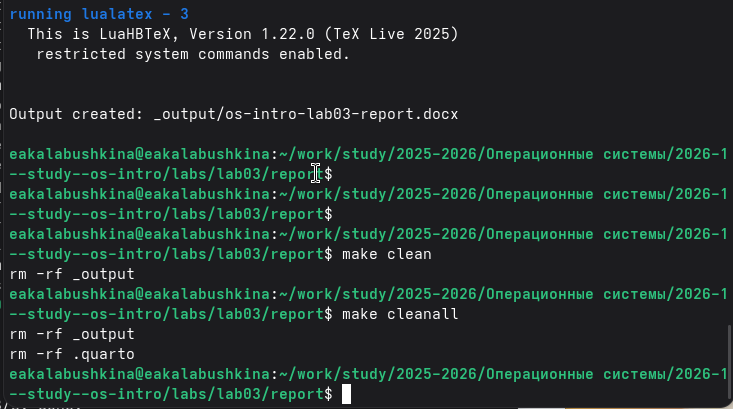 running lualatex - 3
This is LuaHBTeX, Version 1.22.0 (TeX Live 2025)
restricted system commands enabled.
Output created: _output/os-intro-lab03-report.docx
eakalabushkina@eakalabushkina:~/work/study/2025-2026/Операционные системы/2026-1
--study--os-intro/labs/lab03/report$
eakalabushkina@eakalabushkina:~/work/study/2025-2026/Операционные системы/2026-1
--study--os-intro/labs/lab03/report$
eakalabushkina@eakalabushkina:~/work/study/2025-2026/Операционные системы/2026-1
--study--os-intro/labs/lab03/report$ make clean
rm -rf _output
eakalabushkina@eakalabushkina:~/work/study/2025-2026/Операционные системы/2026-1
--study--os-intro/labs/lab03/report$ make cleanall
rm -rf _output
rm -rf .quarto
eakalabushkina@eakalabushkina:~/work/study/2025-2026/Операционные системы/2026-1
--study--os-intro/labs/lab03/report$